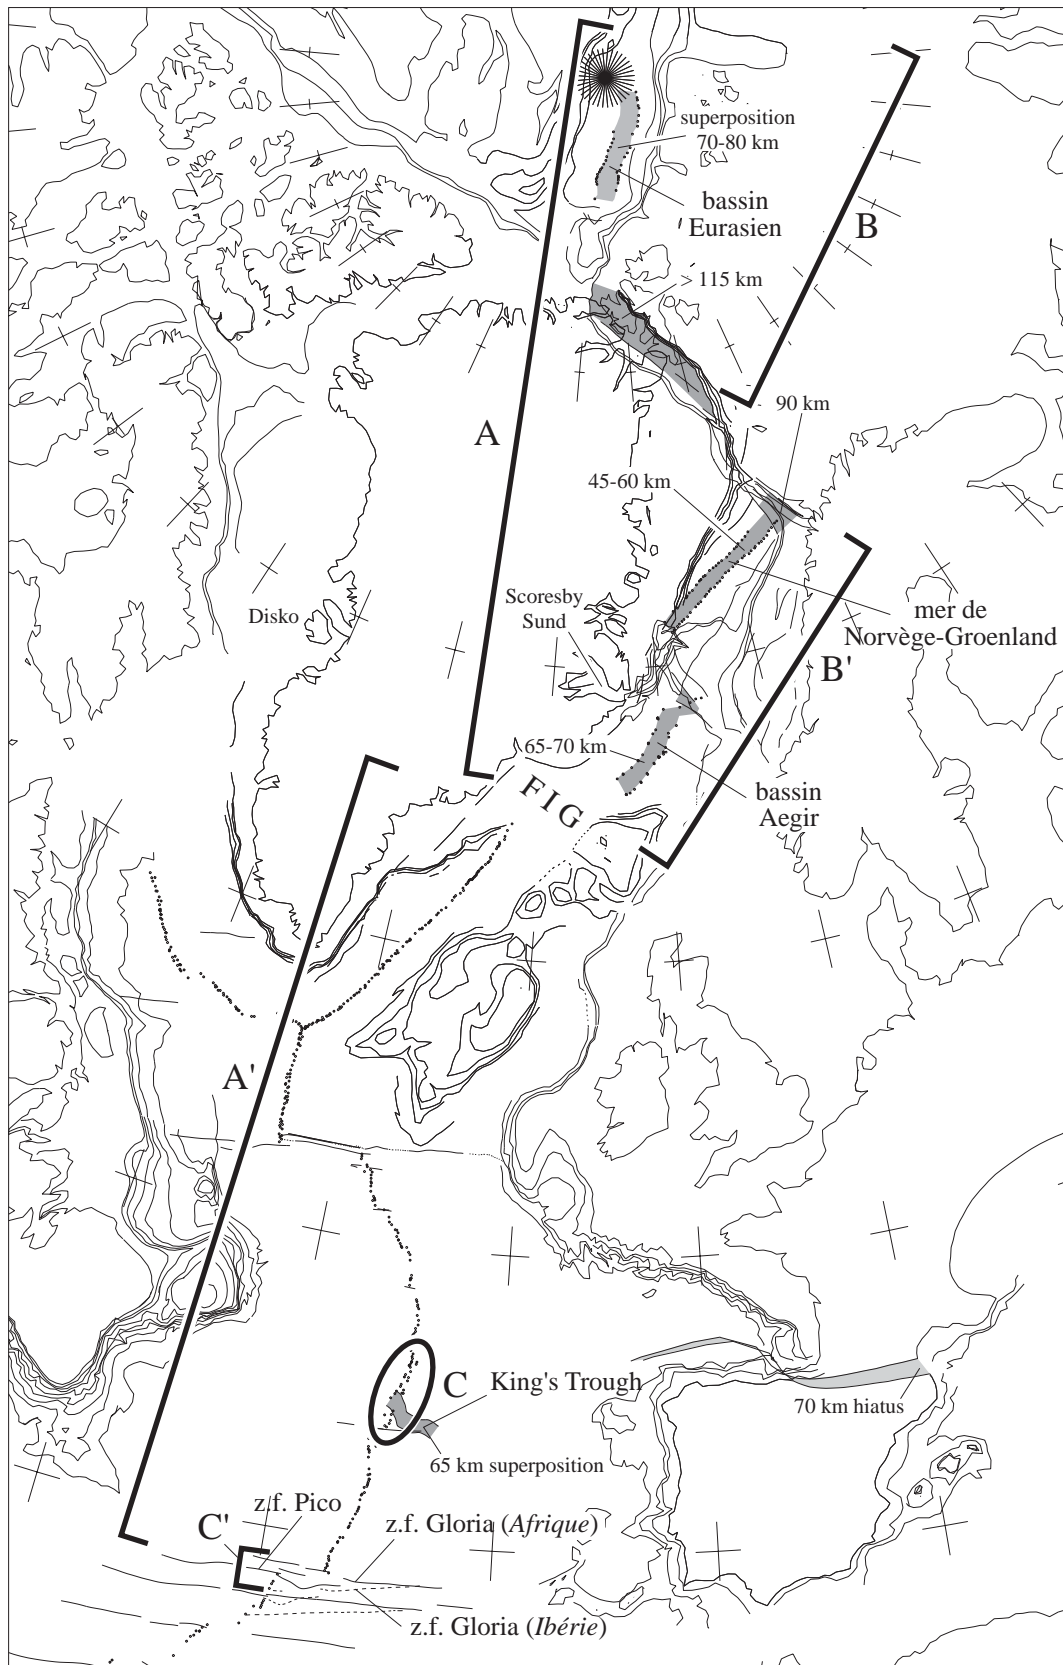 superposition
70-80 km
bassin
Eurasien
B
> 115 km
90 km
A
45-60 km
Scoresby
Sund
Disko
mer de
Norvège-Groenland
B'
65-70 km
FIG
bassin
Aegir
A'
C
King's Trough
70 km hiatus
65 km superposition
z.f. Pico
C'
z.f. Gloria (Afrique)
z.f. Gloria (Ibérie)